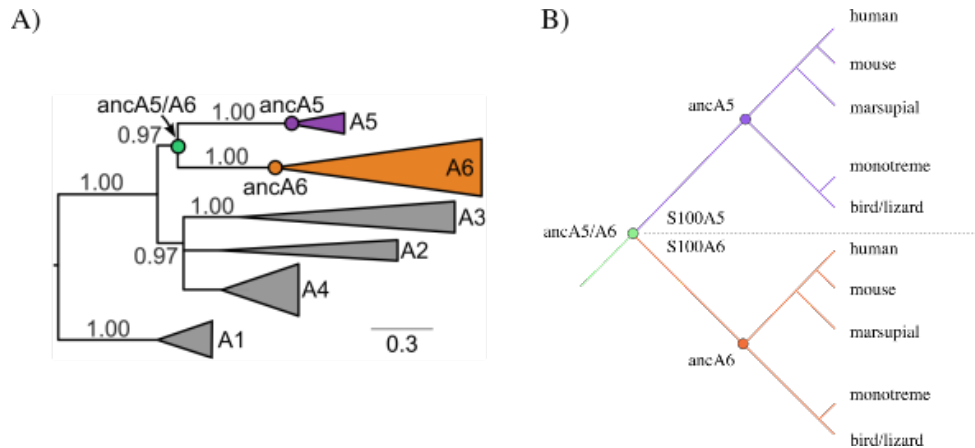 A)
ancA5/A6
0.97
1.00
ancA5
A5
1.00
ancA6
A6
1.00
1.00
A3
0.97
A2
A4
1.00
A1
0.3
B)
human
mouse
ancA5
marsupial
monotreme
bird/lizard
ancA5/A6
S100A5
S100A6
human
mouse
marsupial
ancA6
monotreme
bird/lizard